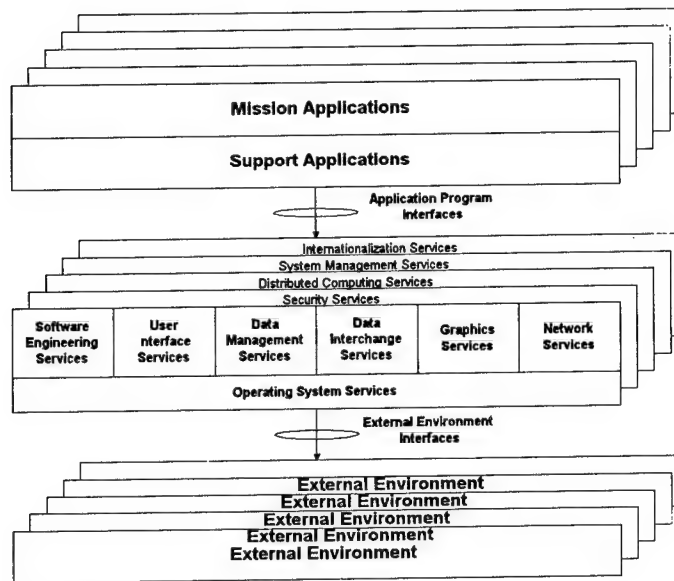 Mission Applications
Support Applications
Application Program
Interfaces
Internationalization Services
System Management Services
Distributed Computing Services
Security Services
Software
Engineering
Services
User
nterface
Services
Data
Management
Services
Data
Interchange
Services
Graphics
Services
Network
Services
Operating System Services
External Environment
Interfaces
External Environment
External Environment
External Environment
External Environment
External Environment